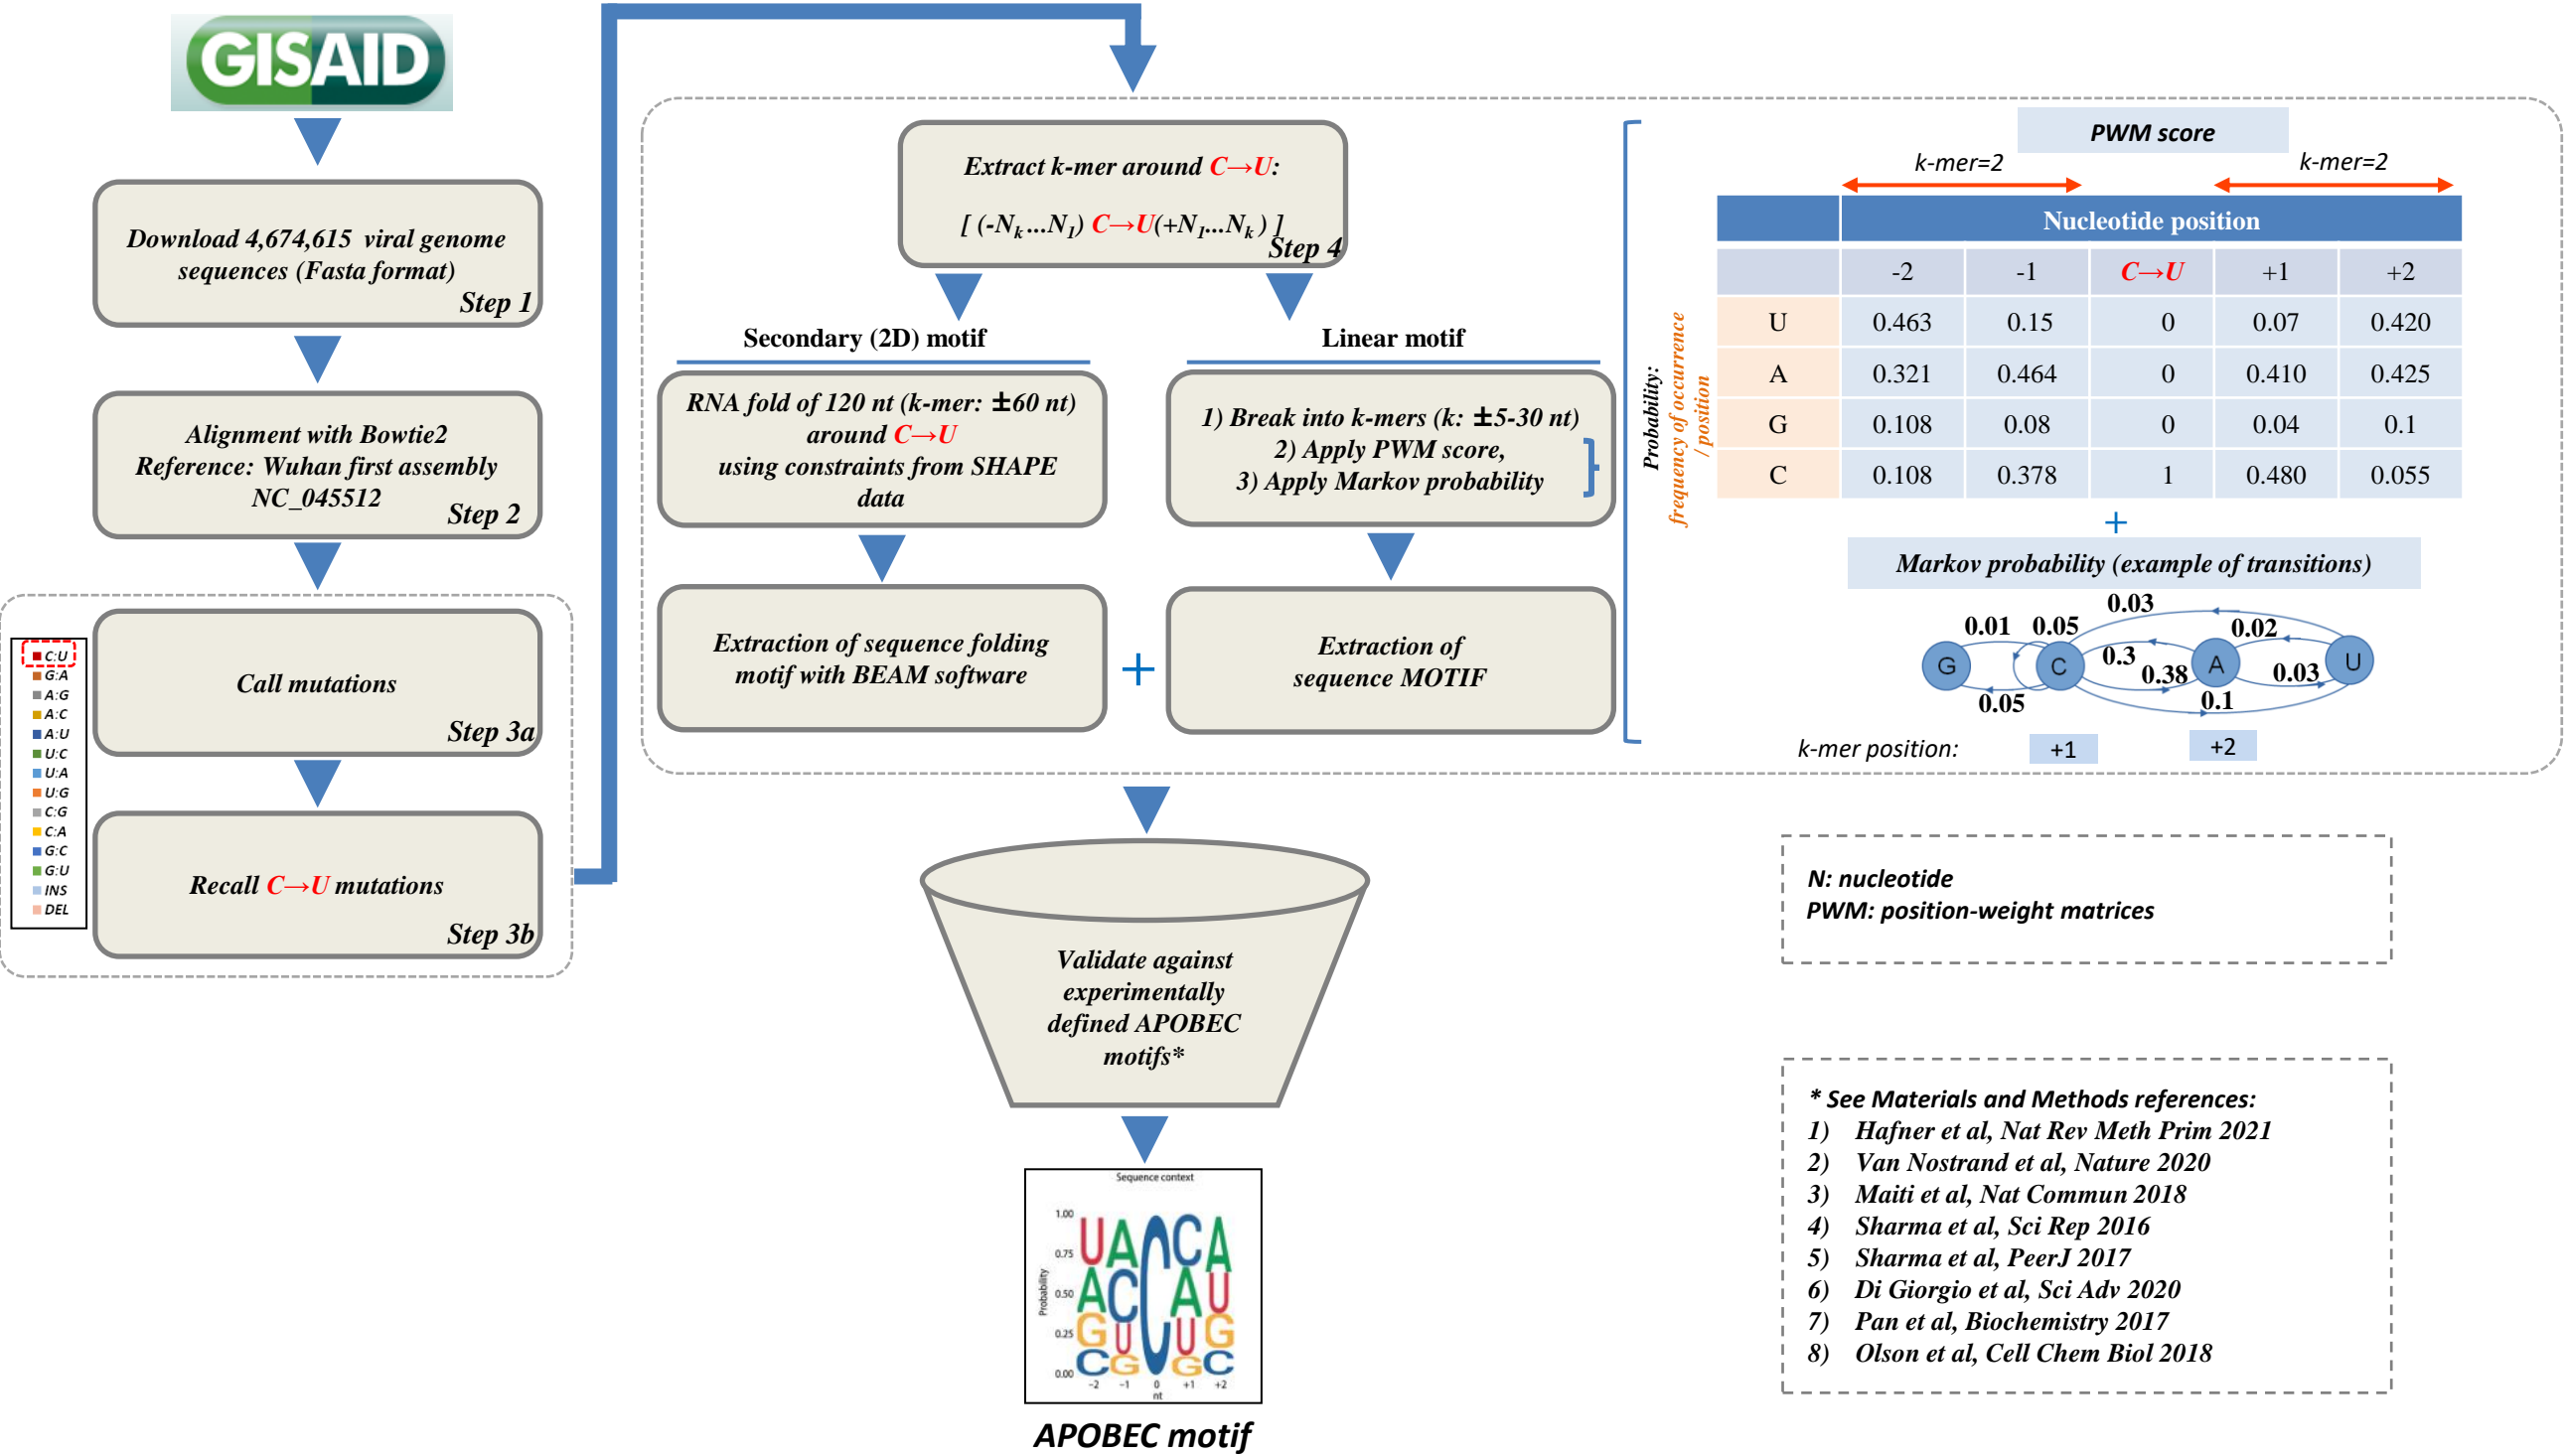 GISAID
Download 4,674,615 viral genome
sequences (Fasta format)
Step 1
Alignment with Bowtie2
Reference: Wuhan first assembly
NC_045512
Step 2
C:U
G:A
A:G
A:C
A:U
U:C
U:A
U:G
C:G
C:A
G:C
G:U
INS
DEL
Call mutations
Step 3a
Recall C→U mutations
Step 3b
Extract k-mer around C→U:
[ (-Nk...N1) C→U(+N1...Nk) ]
Step 4
Secondary (2D) motif
RNA fold of 120 nt (k-mer: ±60 nt)
around C→U
using constraints from SHAPE
data
Extraction of sequence folding
motif with BEAM software
+
Linear motif
1) Break into k-mers (k: ±5-30 nt)
2) Apply PWM score,
3) Apply Markov probability
Extraction of
sequence MOTIF
Probability:
frequency of occurrence
/ position
PWM score
k-mer=2 k-mer=2
Nucleotide position
-2 -1 C→U +1 +2
U 0.463 0.15 0 0.07 0.420
A 0.321 0.464 0 0.410 0.425
G 0.108 0.08 0 0.04 0.1
C 0.108 0.378 1 0.480 0.055
+
Markov probability (example of transitions)
0.03
0.01 0.05 0.02
G C A U
0.3 0.38 0.03
0.05 0.1
k-mer position: +1 +2
Validate against
experimentally
defined APOBEC
motifs*
Sequence context
Probability
1.00
0.75
0.50
0.25
0.00
U A C C A
A C A U
G U U G
C G G C
-2 -1 0 +1 +2
nt
APOBEC motif
N: nucleotide
PWM: position-weight matrices
* See Materials and Methods references:
1) Hafner et al, Nat Rev Meth Prim 2021
2) Van Nostrand et al, Nature 2020
3) Maiti et al, Nat Commun 2018
4) Sharma et al, Sci Rep 2016
5) Sharma et al, PeerJ 2017
6) Di Giorgio et al, Sci Adv 2020
7) Pan et al, Biochemistry 2017
8) Olson et al, Cell Chem Biol 2018